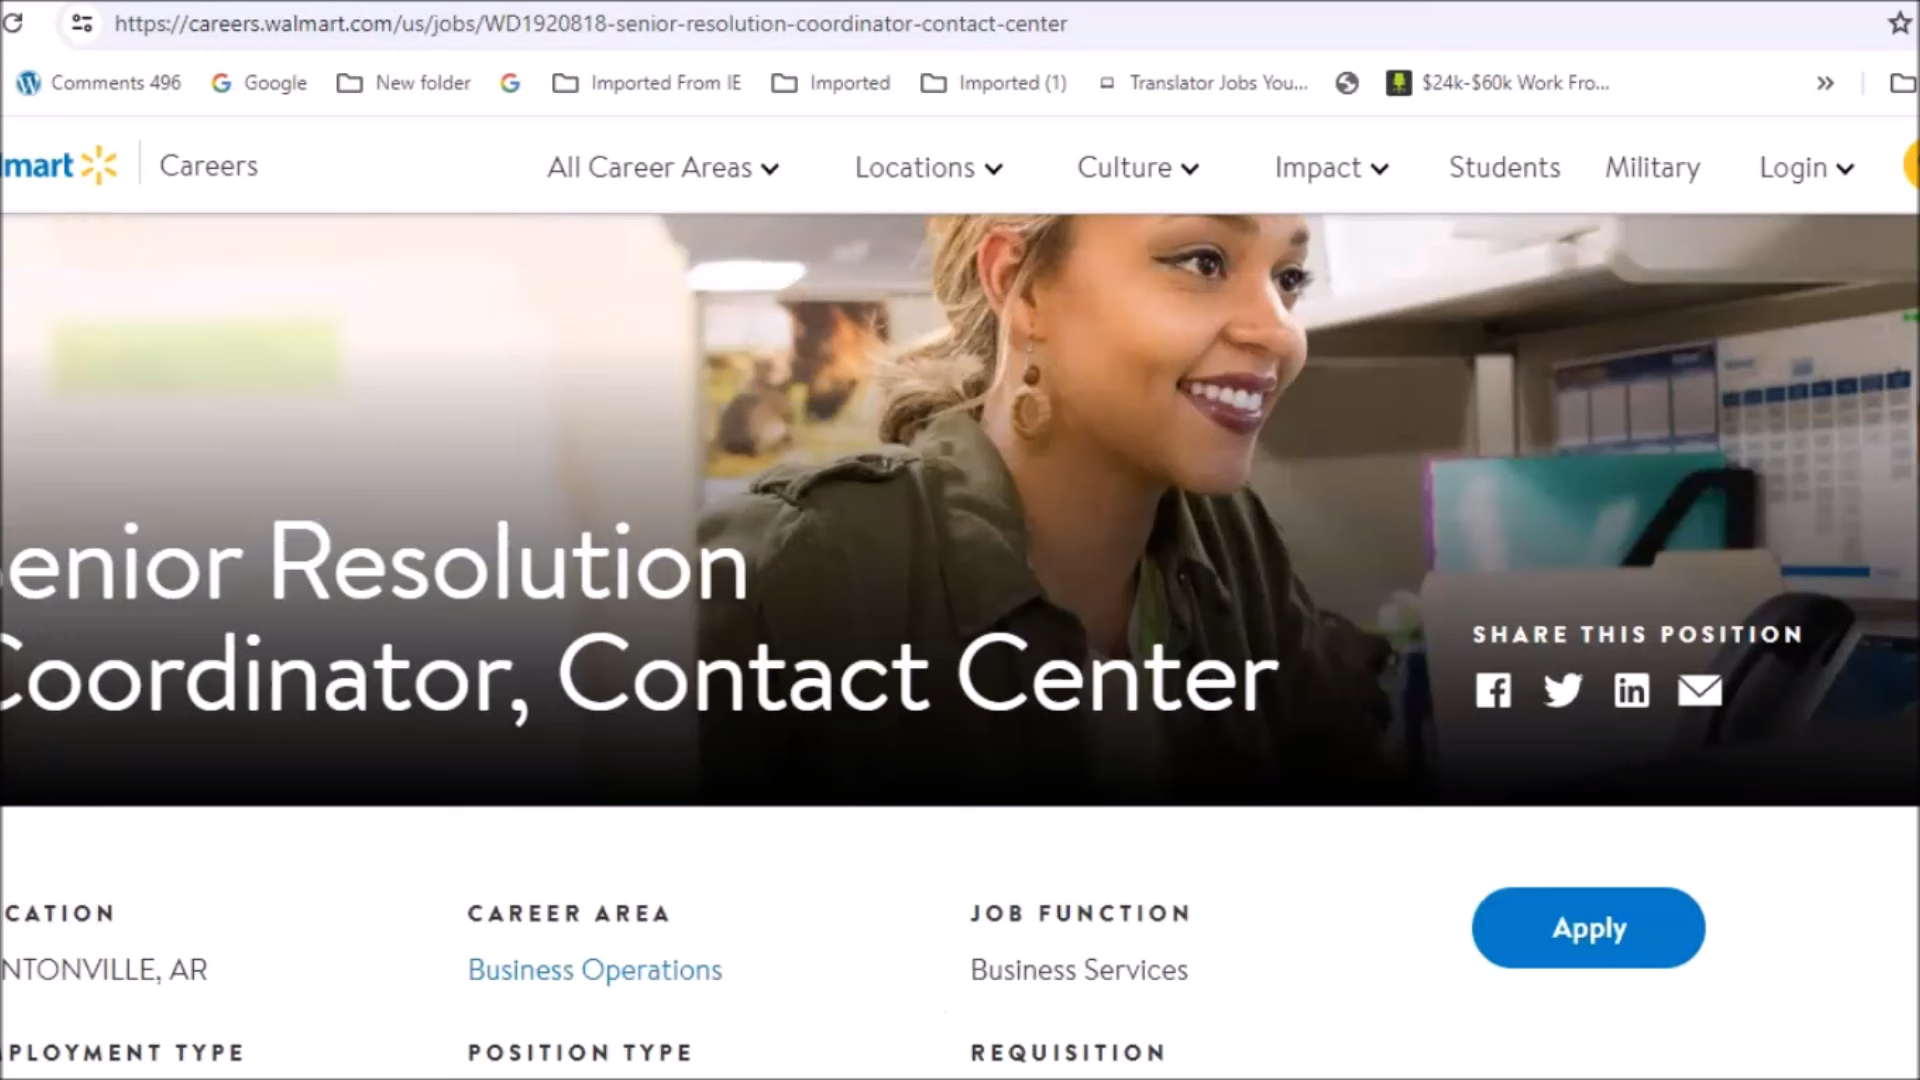 https://careers.walmart.com/us/jobs/WD1920818-senior-resolution-coordinator-contact-center
Comments 496 Google New folder Imported From IE Imported Imported (1) Translator Jobs You... $24k-$60k Work Fro...
mart Careers All Career Areas Locations Culture Impact Students Military Login
enior Resolution
Coordinator, Contact Center
SHARE THIS POSITION
CATION CAREER AREA JOB FUNCTION
Apply
NTONVILLE, AR Business Operations Business Services
PLOYMENT TYPE POSITION TYPE REQUISITION